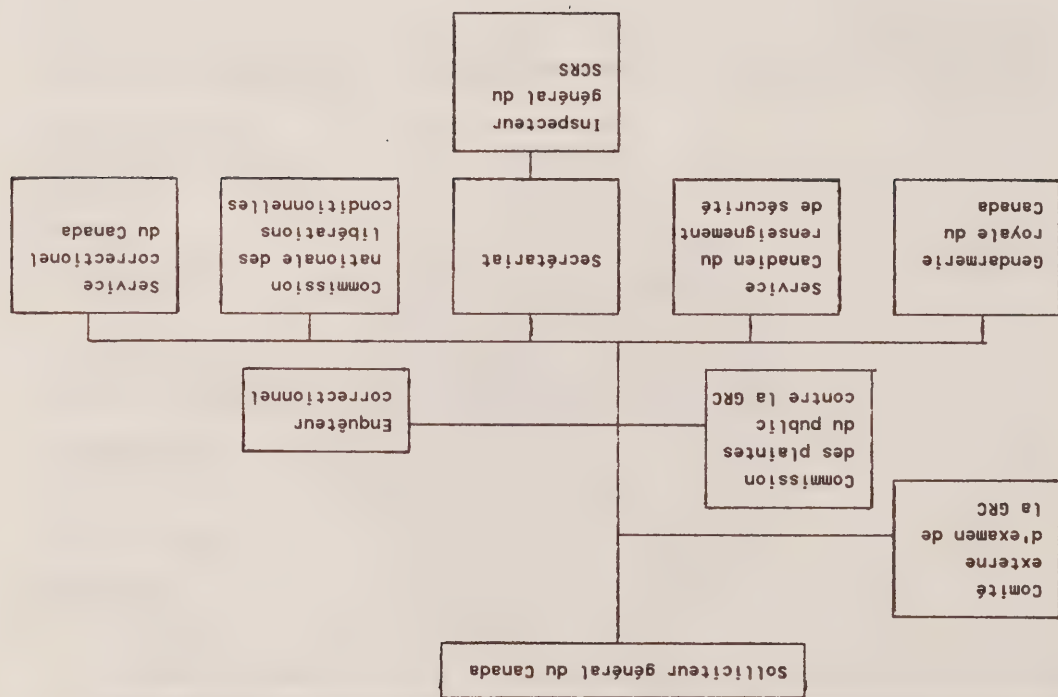 Solliciteur général du Canada
Comité
externe
d'examen de
la GRC
Commission
des plaintes
du public
contre la GRC
Enquêteur
correctionnel
Gendarmerie
royale du
Canada
Service
Canadien du
renseignement
de sécurité
Secrétariat
Commission
nationale des
libérations
conditionnelles
Service
correctionel
du Canada
Inspecteur
général du
SCRS